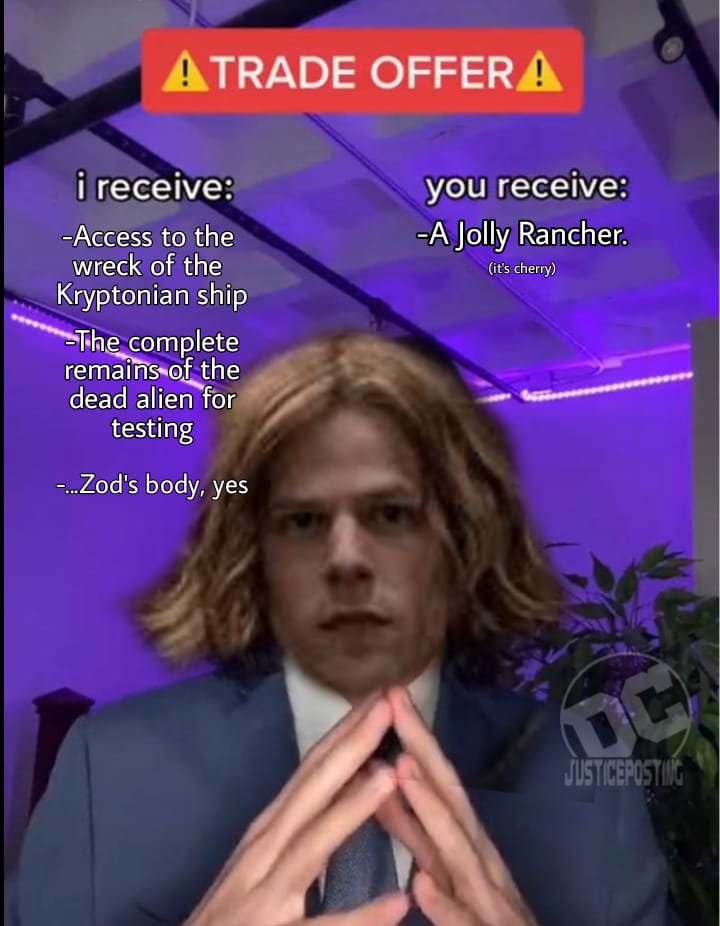 ⚠TRADE OFFER⚠
i receive:
-Access to the
wreck of the
Kryptonian ship
-The complete
remains of the
dead alien for
testing
-...Zod's body, yes
you receive:
-A Jolly Rancher.
(it's cherry)
DC
JUSTICEPOSTING